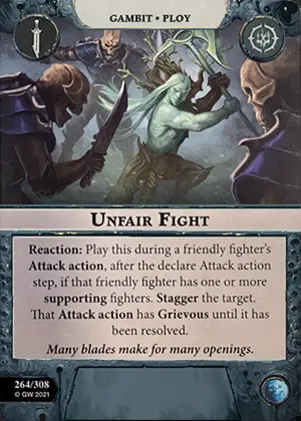 GAMBIT • PLOY
UNFAIR FIGHT
Reaction: Play this during a friendly fighter's
Attack action, after the declare Attack action
step, if that friendly fighter has one or more
supporting fighters. Stagger the target.
That Attack action has Grievous until it has
been resolved.
Many blades make for many openings.
264/308
© GW 2021